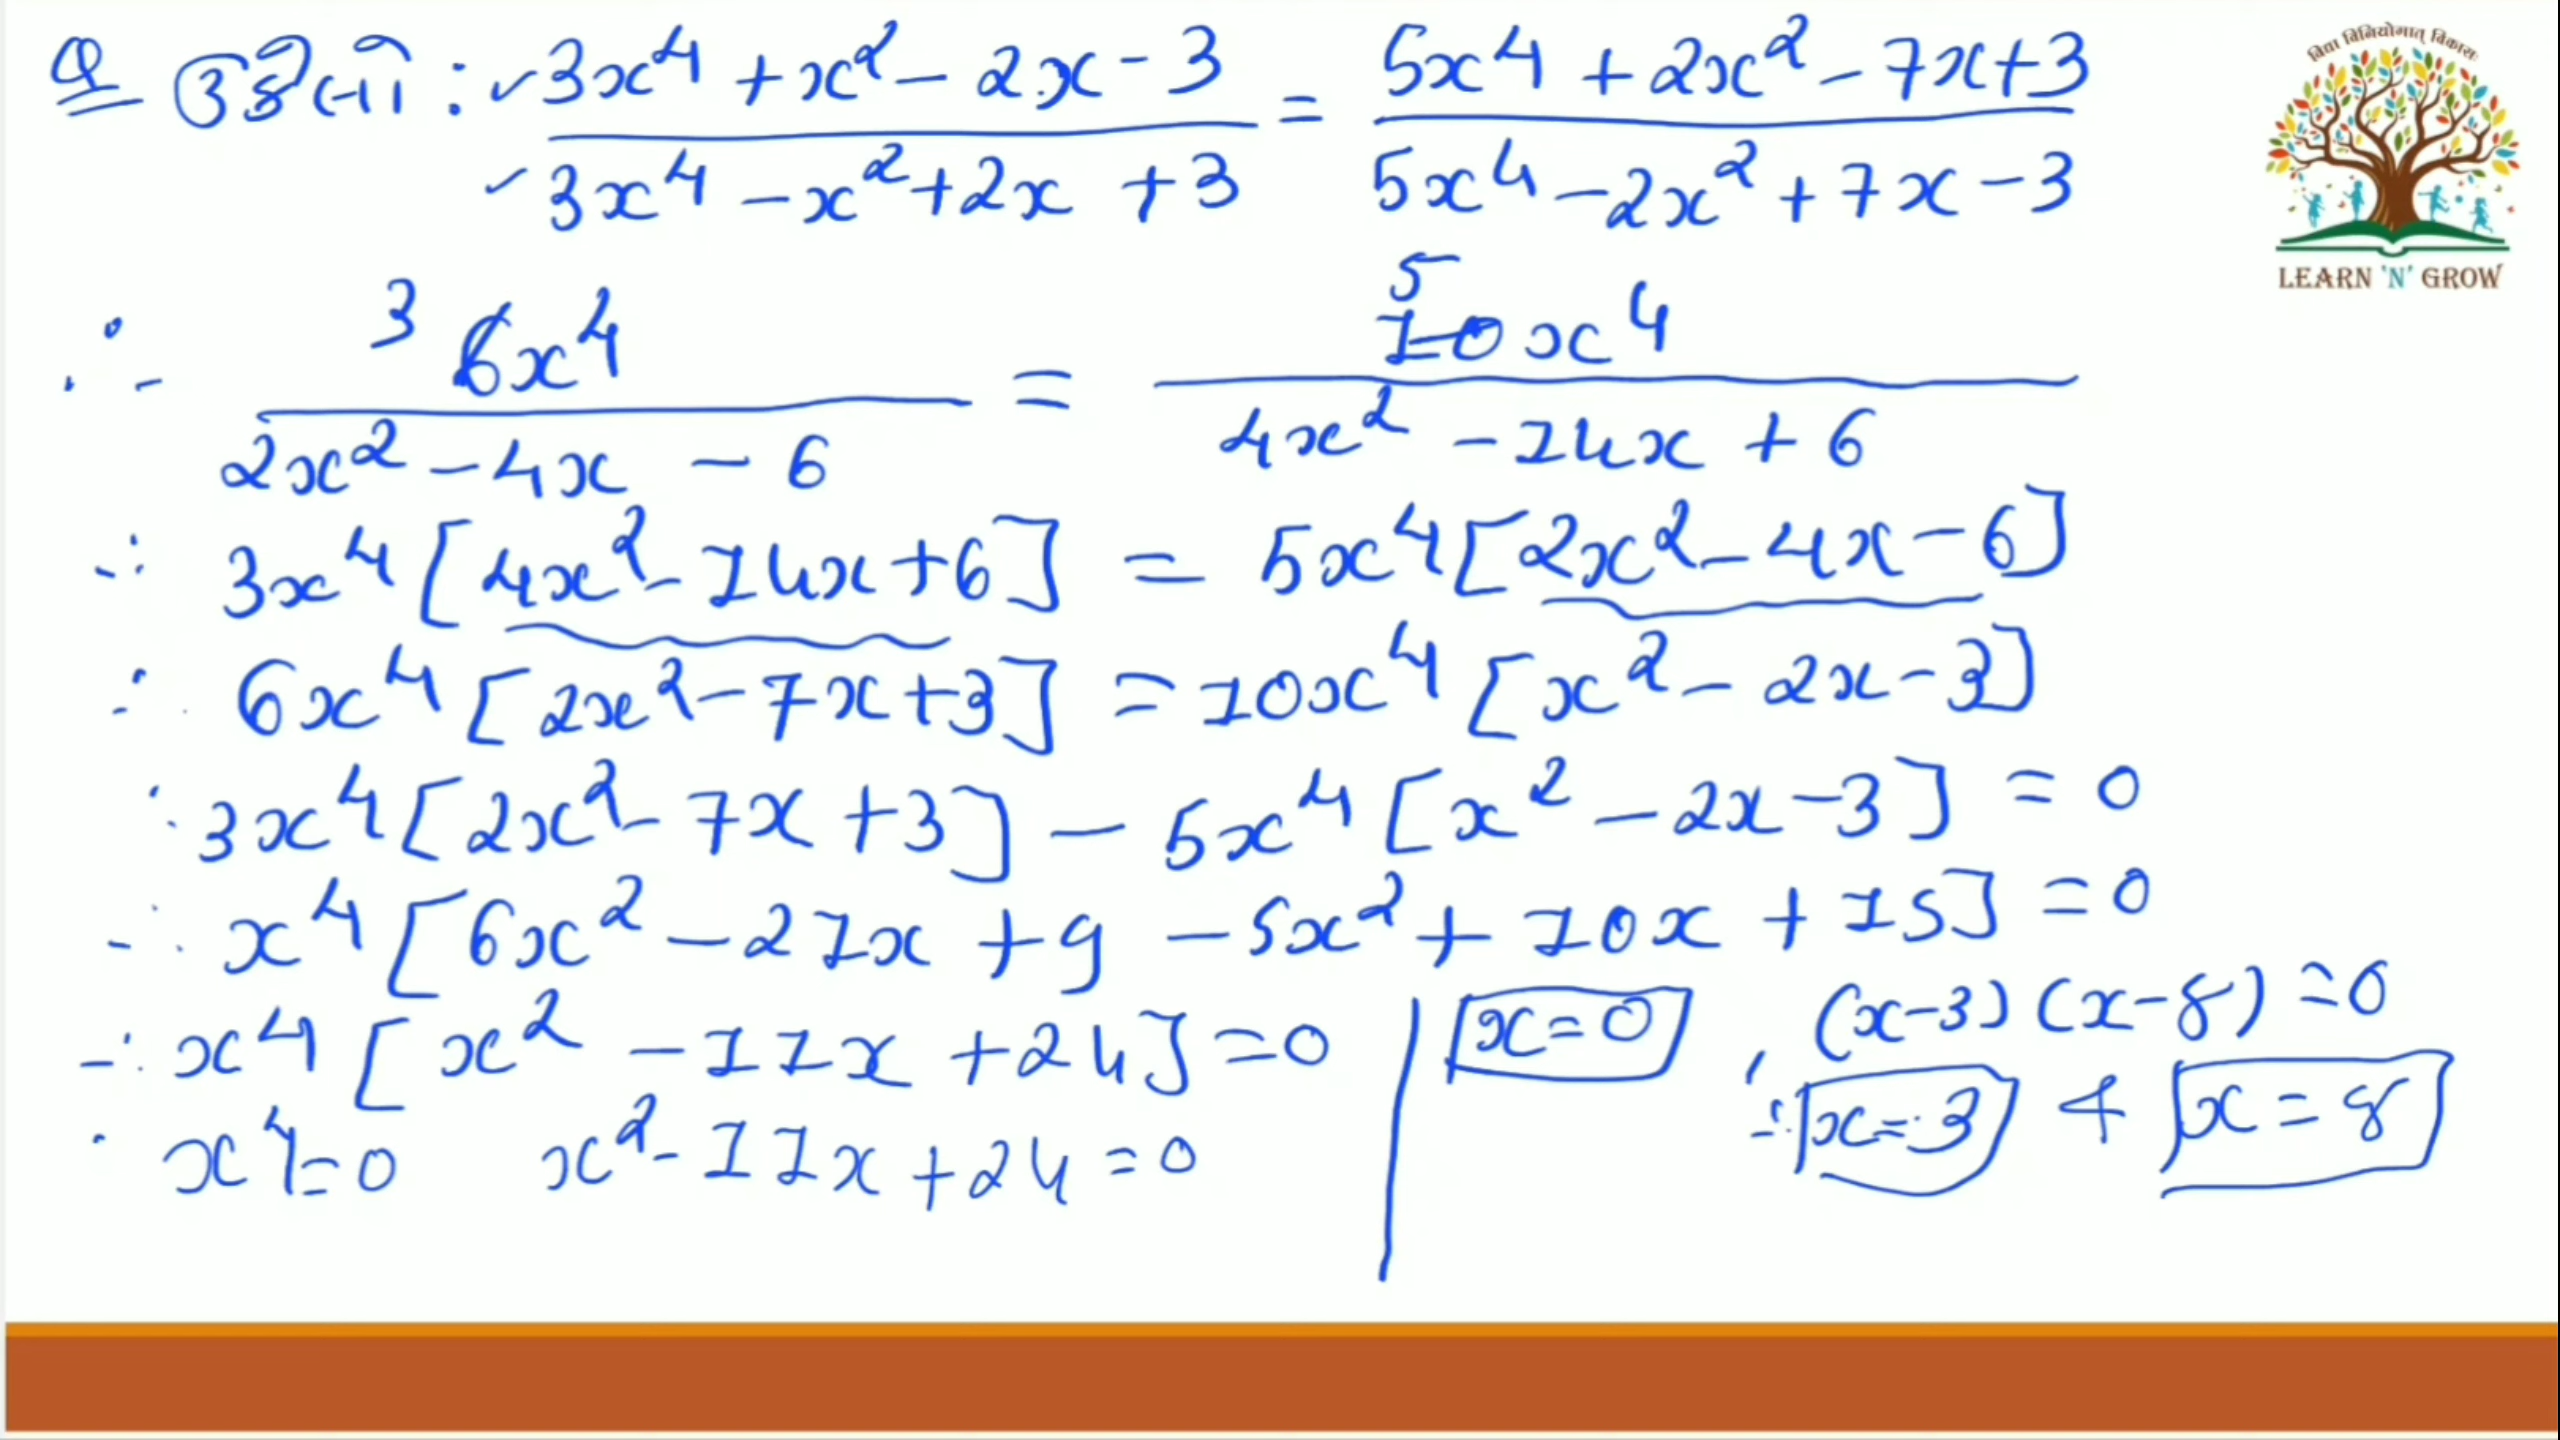 Q ઉકેલો : 3x⁴ + x² - 2x - 3 / 3x⁴ - x² + 2x + 3 = 5x⁴ + 2x² - 7x + 3 / 5x⁴ - 2x² + 7x - 3
વિદ્યા વિનિયોગાત્ વિકાસઃ
LEARN 'N' GROW
∴ 3 6x⁴ / 2x² - 4x - 6 = 5 10x⁴ / 4x² - 14x + 6
∴ 3x⁴ [4x² - 14x + 6] = 5x⁴ [2x² - 4x - 6]
∴ 6x⁴ [2x² - 7x + 3] = 10x⁴ [x² - 2x - 3]
∴ 3x⁴ [2x² - 7x + 3] - 5x⁴ [x² - 2x - 3] = 0
∴ x⁴ [6x² - 21x + 9 - 5x² + 10x + 15] = 0
∴ x⁴ [x² - 11x + 24] = 0
∴ x⁴ = 0 x² - 11x + 24 = 0
x = 0 , (x - 3) (x - 8) = 0
∴ x = 3 & x = 8